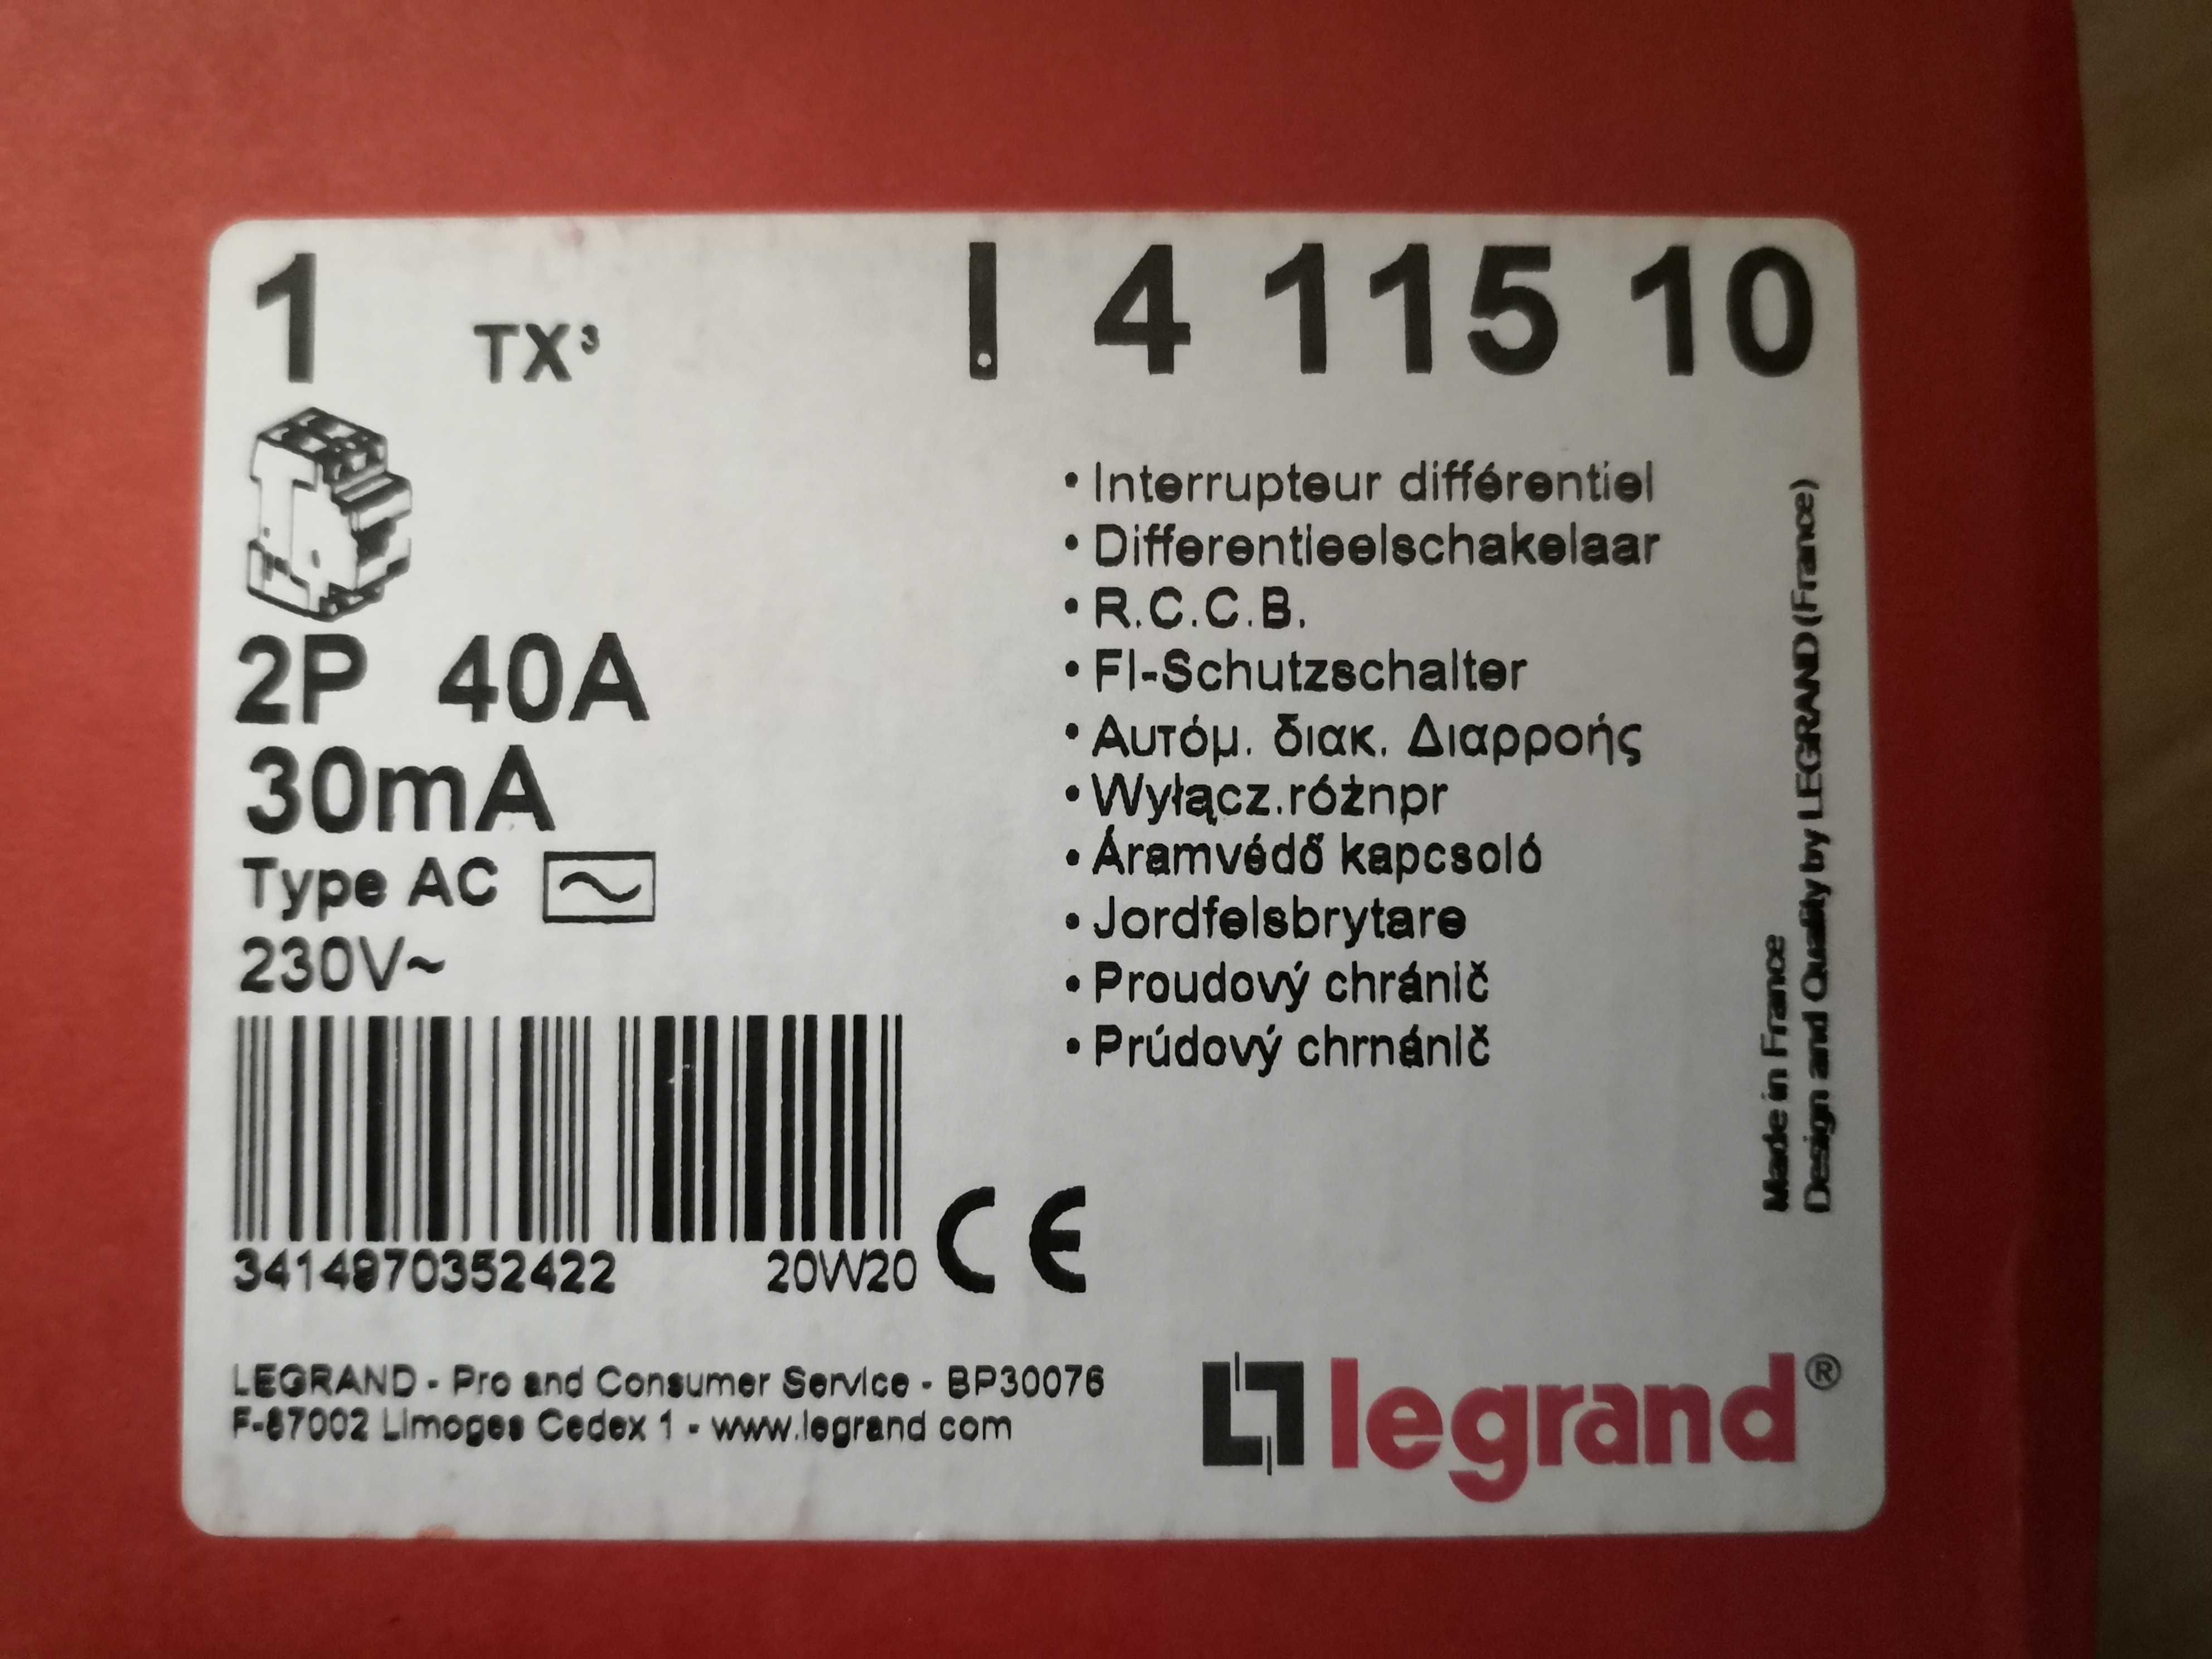 1 TX³ 4 115 10
2P 40A
30mA
Type AC
230V~
3414970352422 20W20
CE
LEGRAND - Pro and Consumer Service - BP30076
F-87002 Limoges Cedex 1 - www.legrand.com
• Interrupteur différentiel
• Differentieelschakelaar
• R.C.C.B.
• FI-Schutzschalter
• Αυτόμ. διακ. Διαρροής
• Wyłącz.różnpr
• Áramvédő kapcsoló
• Jordfelsbrytare
• Proudový chránič
• Prúdový chrnánič
Made in France
Design and Quality by LEGRAND (France)
legrand®